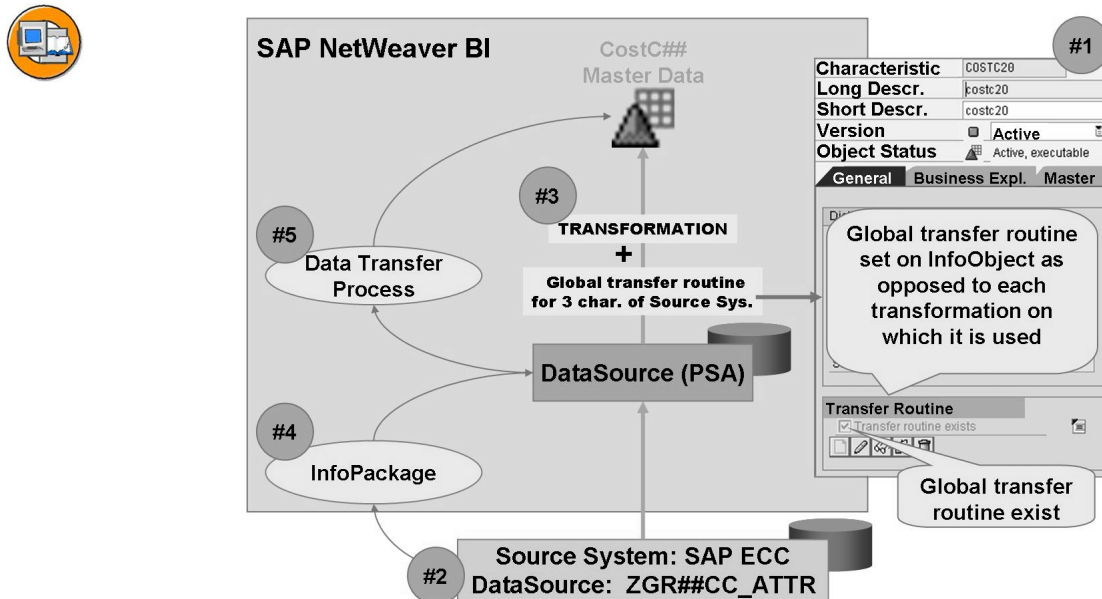 SAP NetWeaver BI
CostC##
Master Data
#1
Characteristic COSTC20
Long Descr. costc20
Short Descr. costc20
Version Active
Object Status Active, executable
General Business Expl. Master
Global transfer routine
set on InfoObject as
opposed to each
transformation on
which it is used
#3
TRANSFORMATION
+
Global transfer routine
for 3 char. of Source Sys.
#5
Data Transfer
Process
DataSource (PSA)
Transfer Routine
Transfer routine exists
Global transfer
routine exist
#4
InfoPackage
#2
Source System: SAP ECC
DataSource: ZGR##CC_ATTR